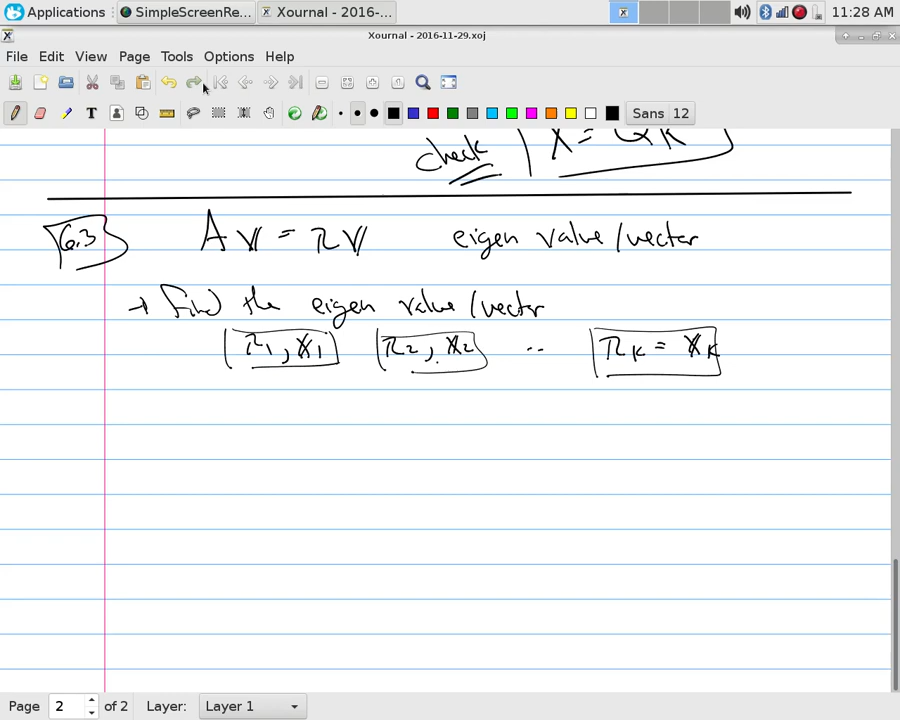 Applications SimpleScreenRe... Xournal - 2016-... 11:28 AM
Xournal - 2016-11-29.xoj
File Edit View Page Tools Options Help
T Sans 12
check X = QK
6.3 A𝕧 = λ𝕧 eigen value/vector
→ Find the eigen value/vector
λ1, 𝕏1 λ2, 𝕏2 .. λK = 𝕏K
Page 2 of 2 Layer: Layer 1